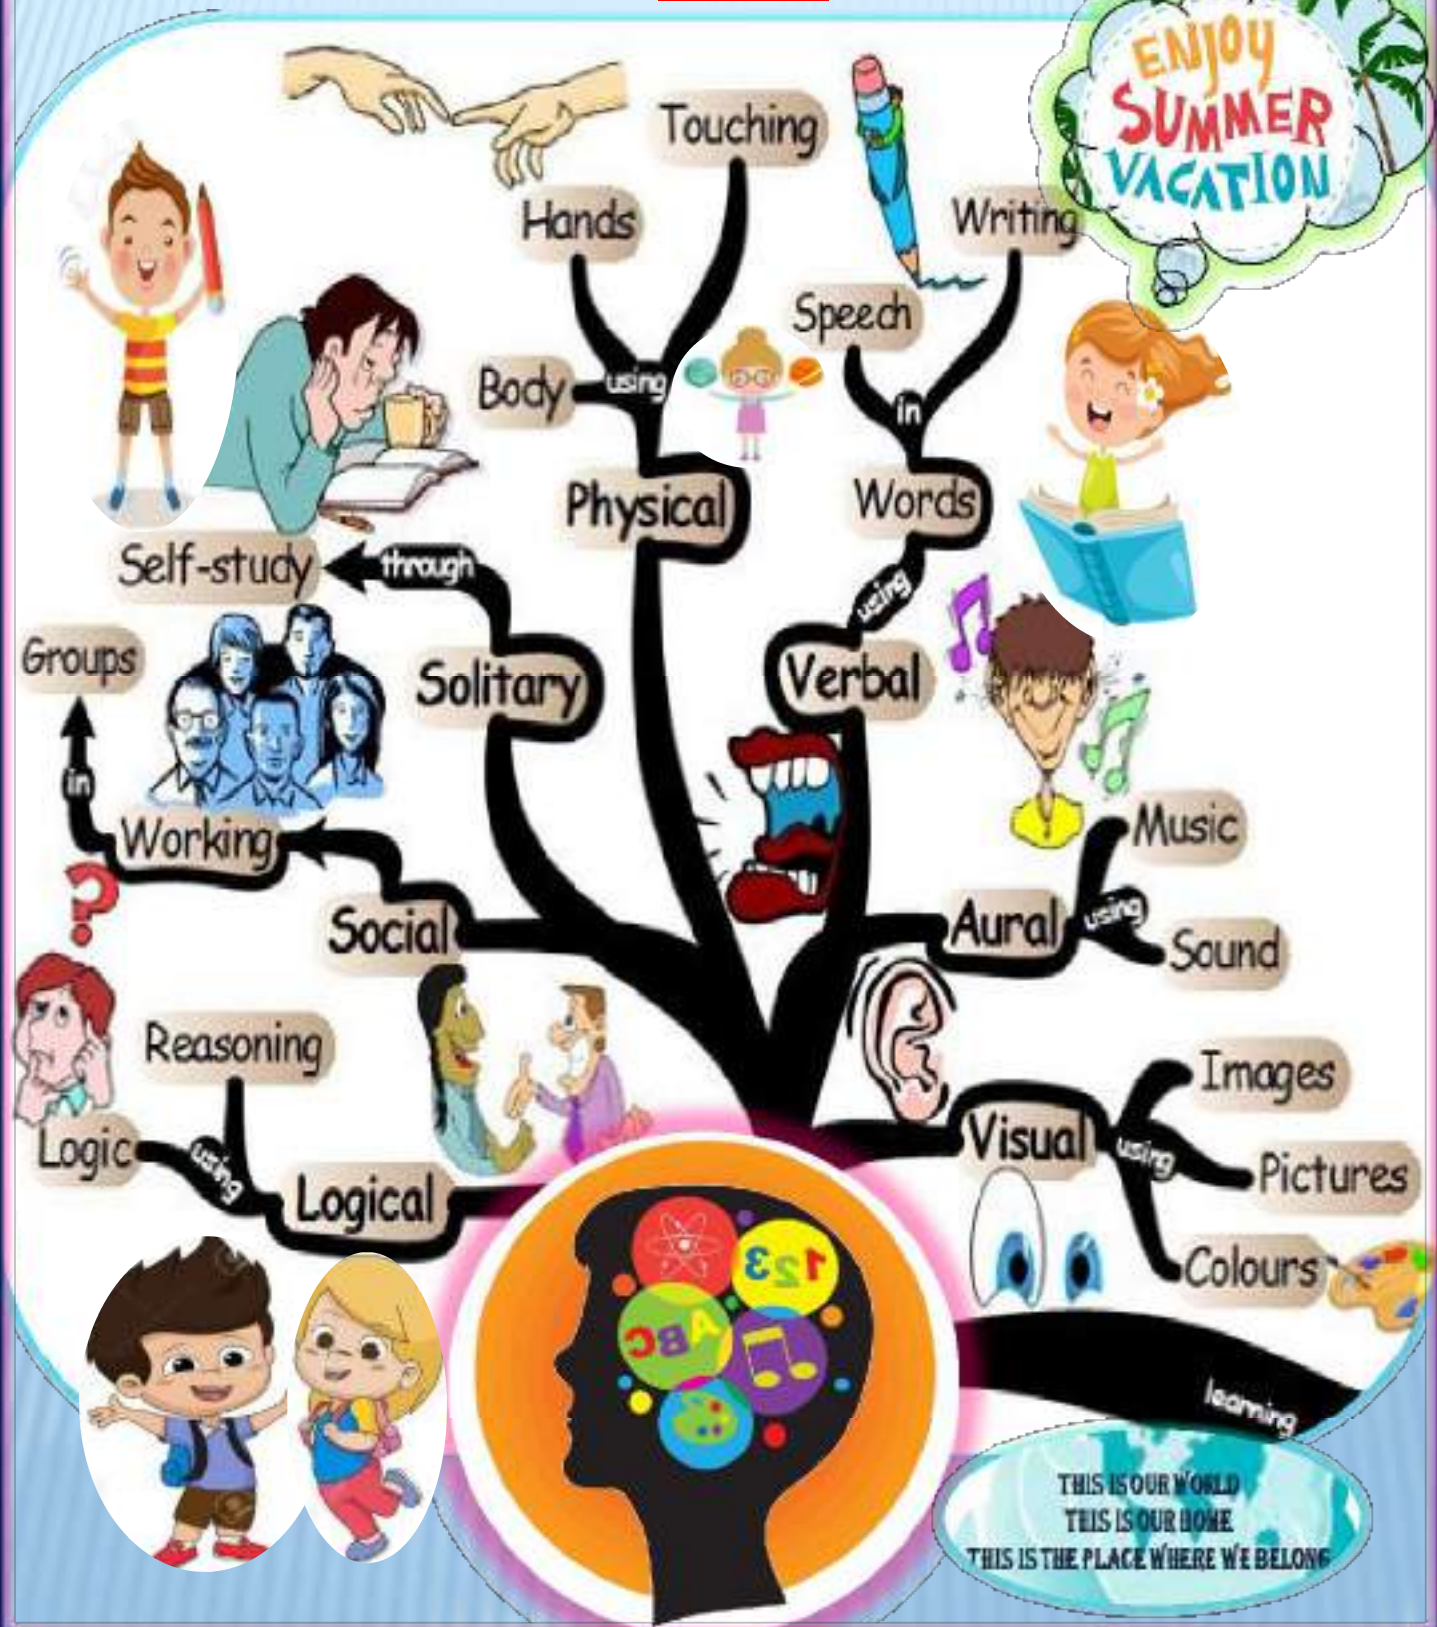 ENJOY
SUMMER
VACATION
Touching
Hands
Writing
Speech
Body
using
in
Physical
Words
Self-study
through
using
Groups
Solitary
Verbal
in
Working
Music
Social
Aural
using
Sound
Reasoning
Images
Logic
using
Visual
using
Pictures
Logical
Colours
123
ABC
learning
THIS IS OUR WORLD
THIS IS OUR HOME
THIS IS THE PLACE WHERE WE BELONG